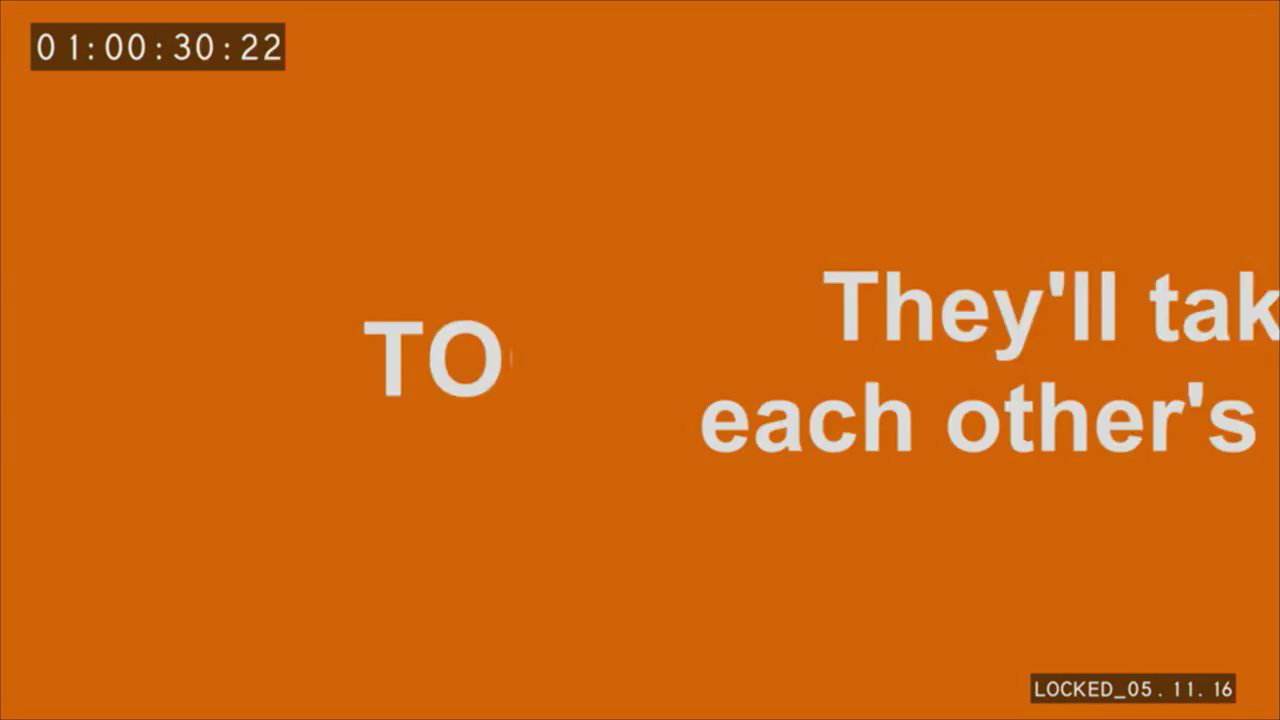 01:00:30:22
TO
They'll tak
each other's
LOCKED_05.11.16